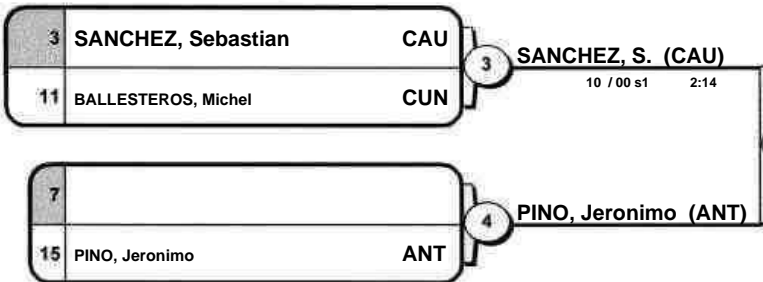 3 SANCHEZ, Sebastian CAU
11 BALLESTEROS, Michel CUN
3 SANCHEZ, S. (CAU)
10 / 00 s1 2:14
7
15 PINO, Jeronimo ANT
4 PINO, Jeronimo (ANT)